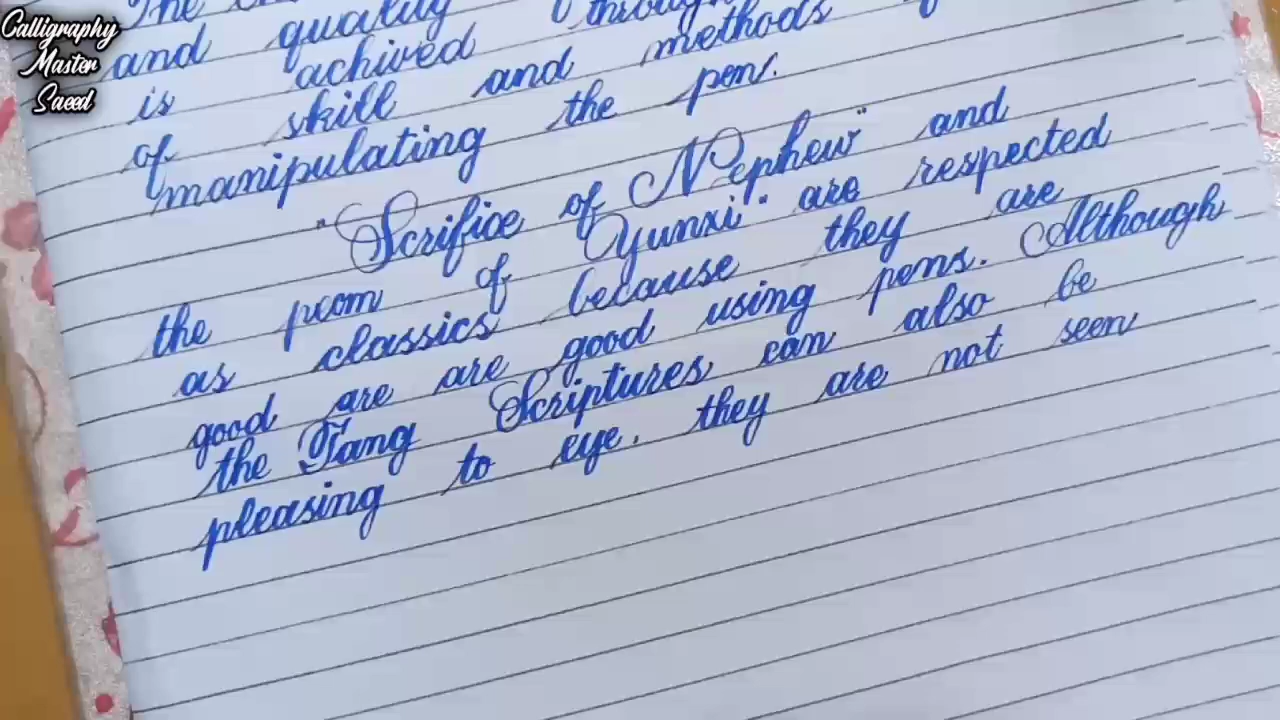 Calligraphy
Master
Saeed
The
and quality
is achived through
of skill and methods
manipulating the pen.
"Scrifice of Nephew" and
the poem of Yunxi". are respected
as classics because they are
good are are good using pens. Although
the Tang Scriptures can also be
pleasing to eye. they are not seen